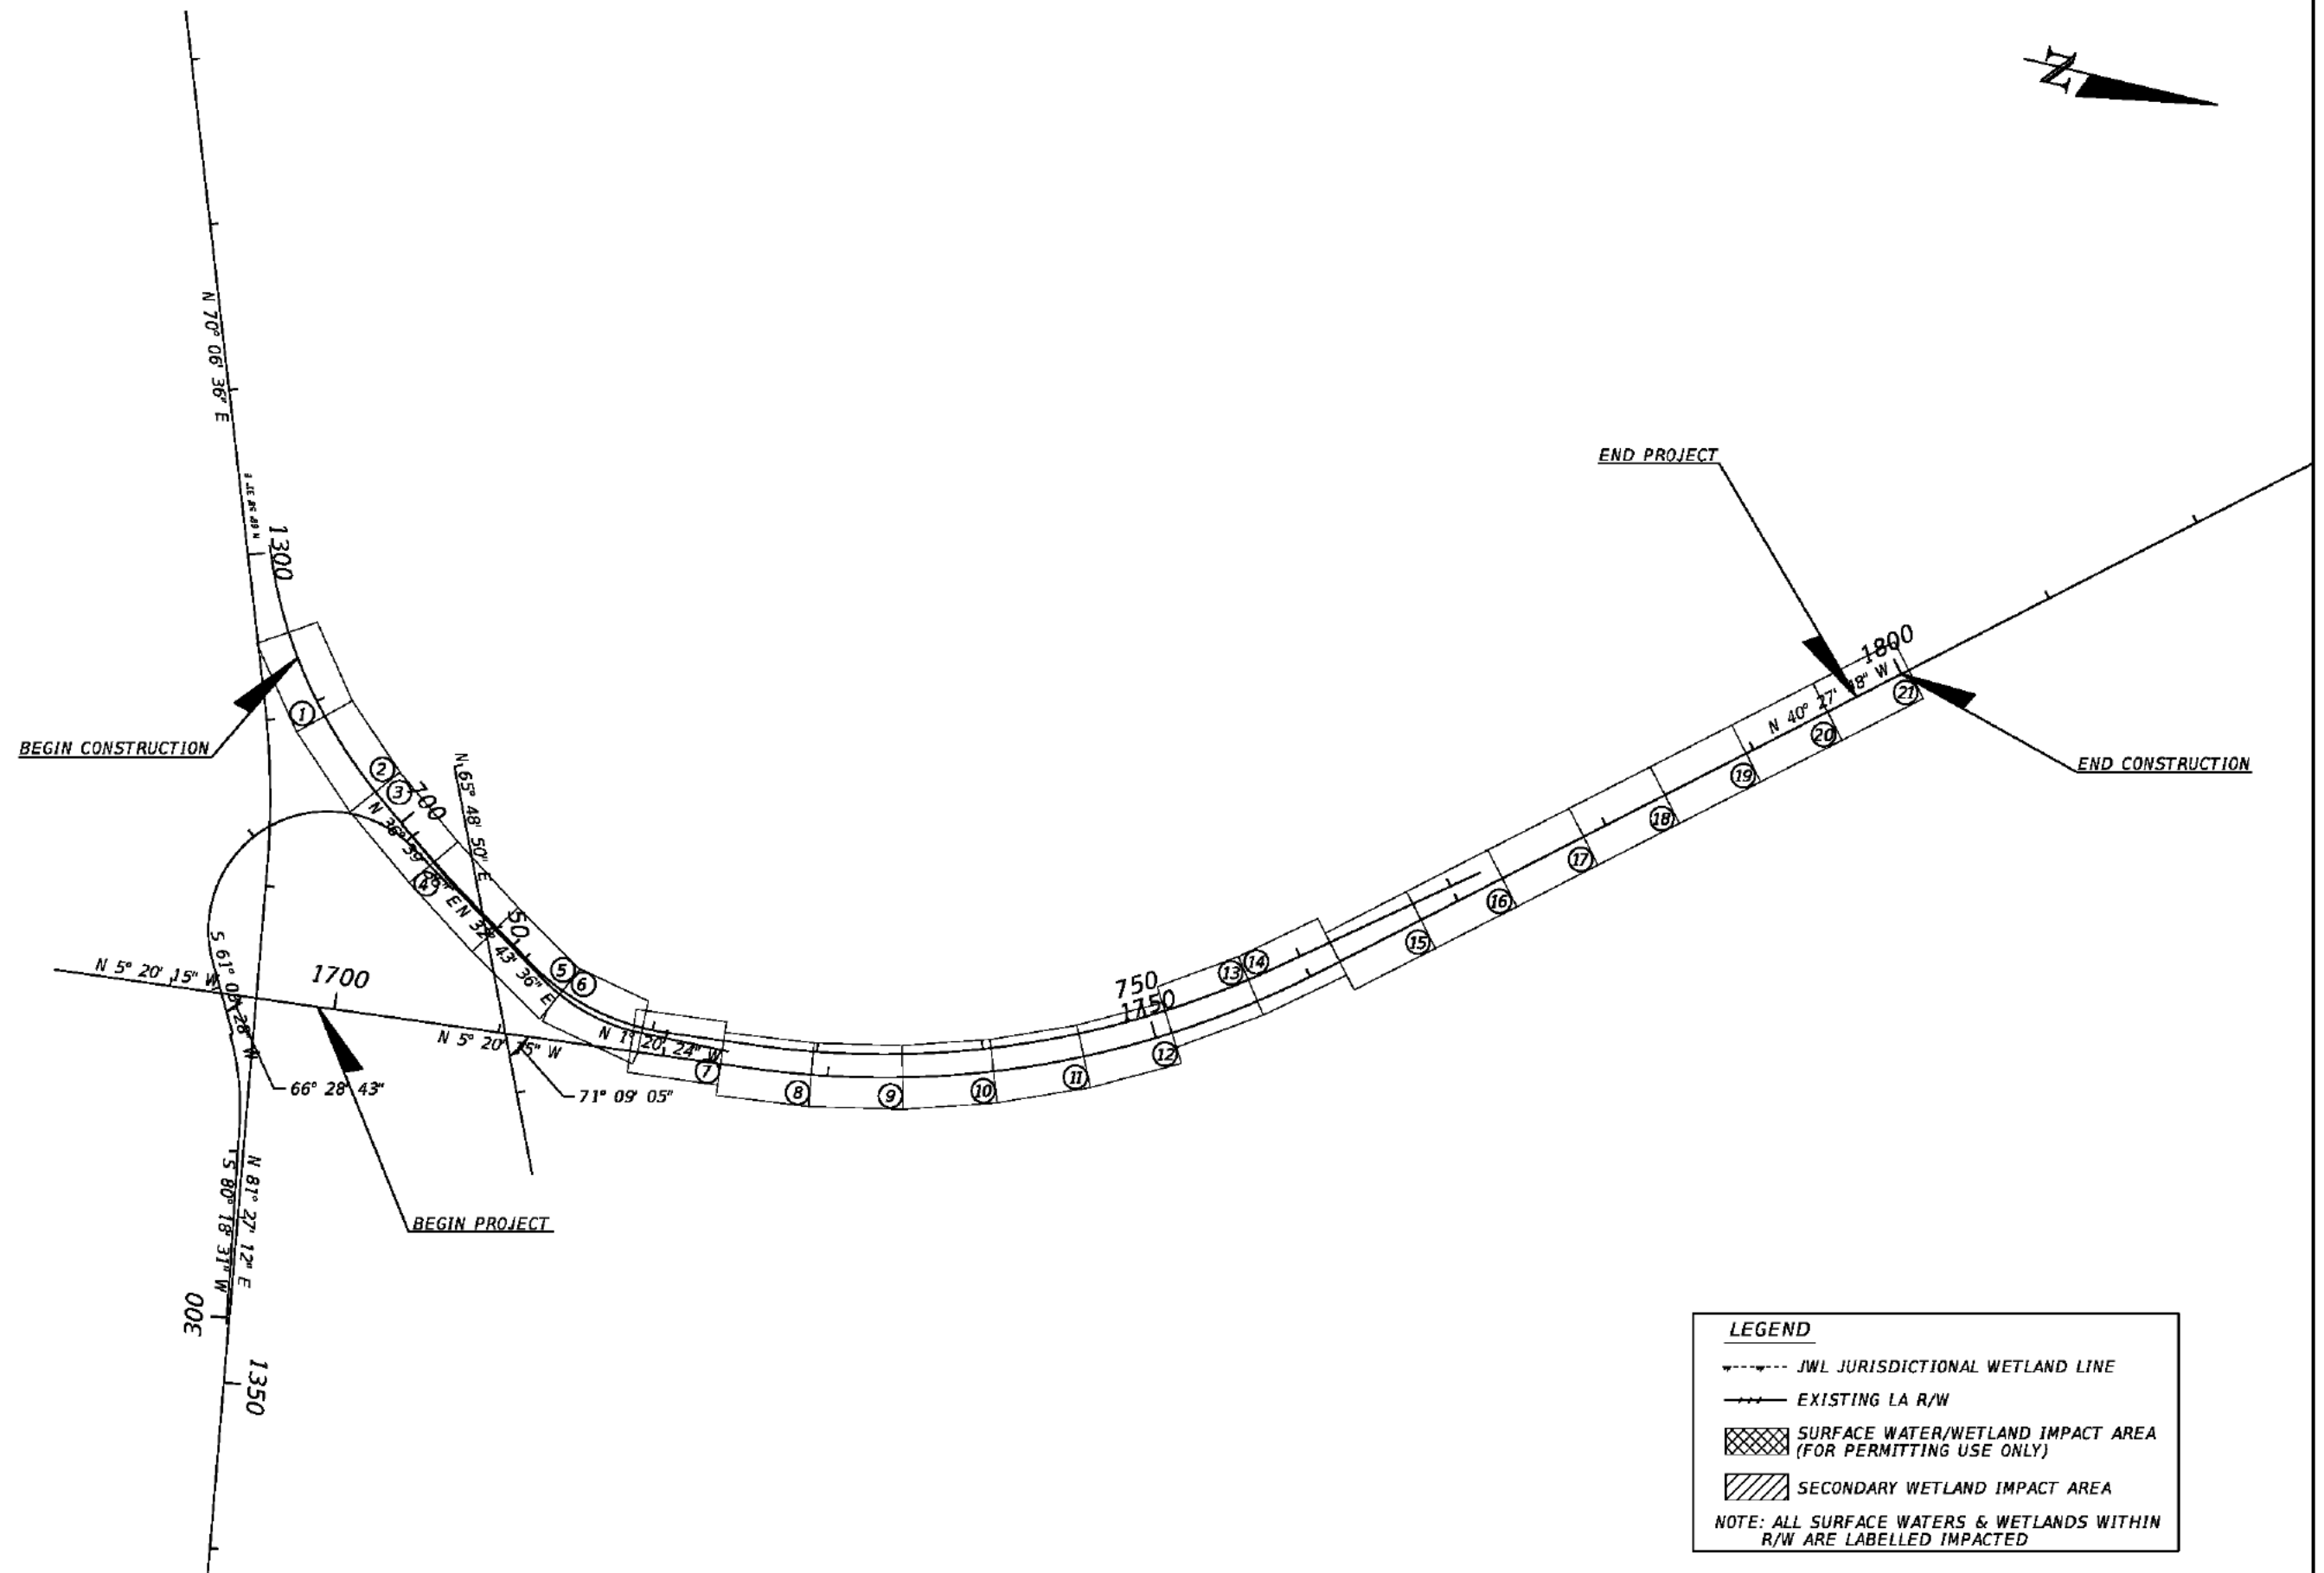 N
N 70° 06' 36" E
1300
END PROJECT
1800
N 40° 27' 48" W
21
20
19
18
17
16
15
END CONSTRUCTION
BEGIN CONSTRUCTION
1
2
3
700
N 65° 48' 50" E
N 36° 39'
4
N 32° 43' 36" E
50
5
6
N 5° 20' 15" W
1700
N 5° 20' 15" W
N 1° 20' 24" W
7
8
9
10
11
12
13
14
750
1750
66° 28' 43"
71° 09' 05"
BEGIN PROJECT
N 81° 27' 12" E
S 80° 18' 31" W
300
1350
LEGEND
JWL JURISDICTIONAL WETLAND LINE
EXISTING LA R/W
SURFACE WATER/WETLAND IMPACT AREA
(FOR PERMITTING USE ONLY)
SECONDARY WETLAND IMPACT AREA
NOTE: ALL SURFACE WATERS & WETLANDS WITHIN
R/W ARE LABELLED IMPACTED